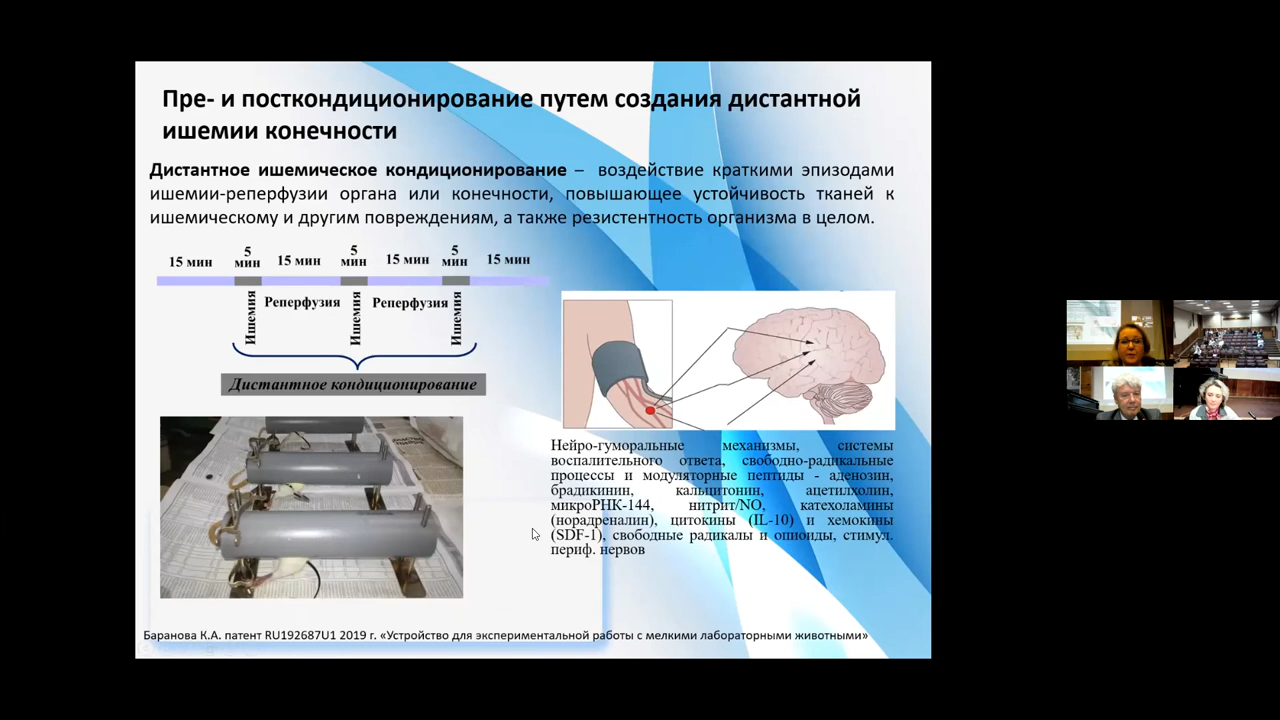 Пре- и посткондиционирование путем создания дистантной
ишемии конечности
Дистантное ишемическое кондиционирование – воздействие краткими эпизодами
ишемии-реперфузии органа или конечности, повышающее устойчивость тканей к
ишемическому и другим повреждениям, а также резистентность организма в целом.
15 мин
5 мин
15 мин
5 мин
15 мин
5 мин
15 мин
Ишемия
Реперфузия
Ишемия
Реперфузия
Ишемия
Дистантное кондиционирование
Нейро-гуморальные механизмы, системы
воспалительного ответа, свободно-радикальные
процессы и модуляторные пептиды - аденозин,
брадикинин, кальцитонин, ацетилхолин,
микроРНК-144, нитрит/NO, катехоламины
(норадреналин), цитокины (IL-10) и хемокины
(SDF-1), свободные радикалы и опиоиды, стимул.
периф. нервов
Баранова К.А. патент RU192687U1 2019 г. «Устройство для экспериментальной работы с мелкими лабораторными животными»